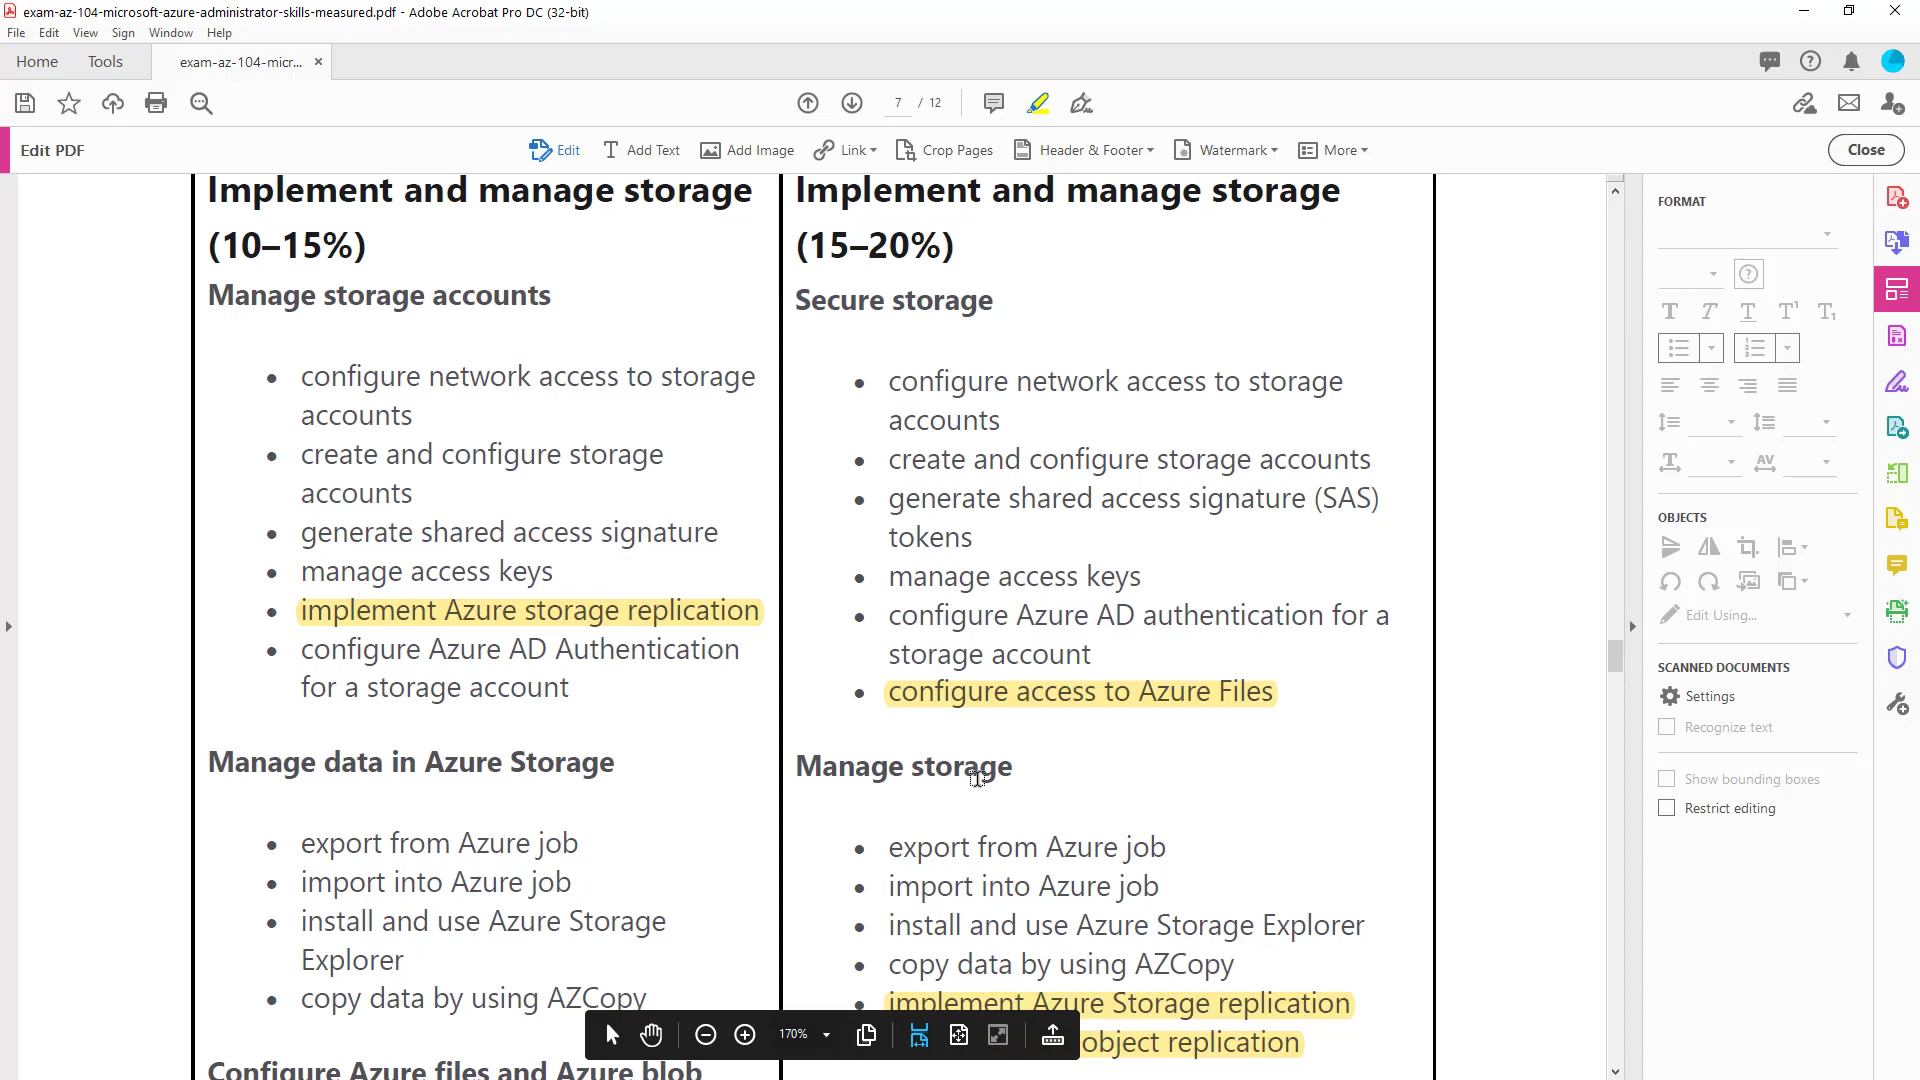 exam-az-104-microsoft-azure-administrator-skills-measured.pdf - Adobe Acrobat Pro DC (32-bit)
File Edit View Sign Window Help
Home Tools exam-az-104-micr... ×
7 / 12
Edit PDF
Edit Add Text Add Image Link Crop Pages Header & Footer Watermark More Close
Implement and manage storage
(10–15%)
Manage storage accounts
• configure network access to storage
accounts
• create and configure storage
accounts
• generate shared access signature
• manage access keys
• implement Azure storage replication
• configure Azure AD Authentication
for a storage account
Manage data in Azure Storage
• export from Azure job
• import into Azure job
• install and use Azure Storage
Explorer
• copy data by using AZCopy
Configure Azure files and Azure blob
Implement and manage storage
(15–20%)
Secure storage
• configure network access to storage
accounts
• create and configure storage accounts
• generate shared access signature (SAS)
tokens
• manage access keys
• configure Azure AD authentication for a
storage account
• configure access to Azure Files
Manage storage
• export from Azure job
• import into Azure job
• install and use Azure Storage Explorer
• copy data by using AZCopy
• implement Azure Storage replication
object replication
170%
FORMAT
OBJECTS
Edit Using...
SCANNED DOCUMENTS
Settings
Recognize text
Show bounding boxes
Restrict editing